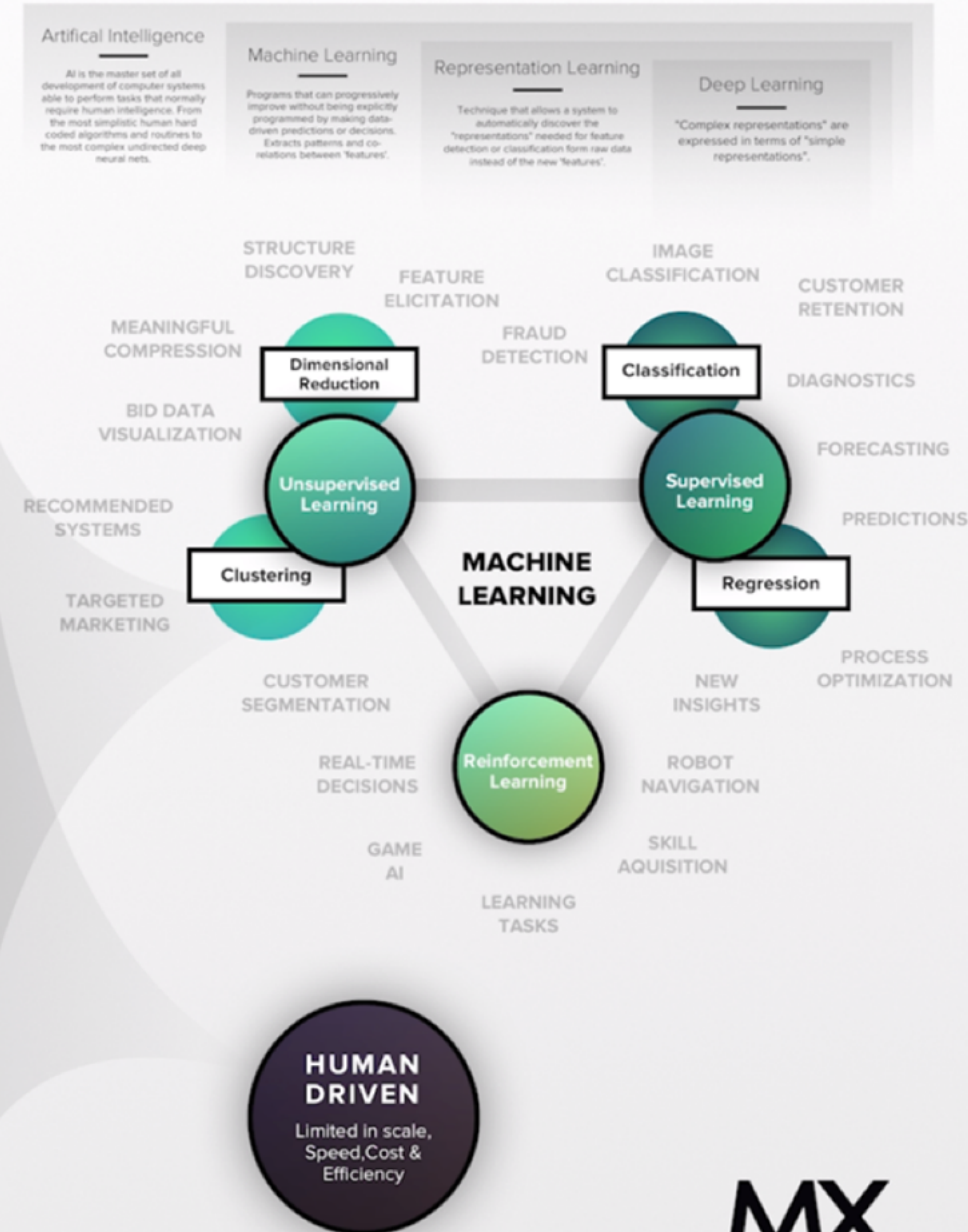 Artifical Intelligence
AI is the master set of all
development of computer systems
able to perform tasks that normally
require human intelligence. From
the most simplistic human hard
coded algorithms and routines to
the most complex undirected deep
neural nets.
Machine Learning
Programs that can progressively
improve without being explicitly
programmed by making data-
driven predictions or decisions.
Extracts patterns and co-
relations between 'features'.
Representation Learning
Technique that allows a system to
automatically discover the
"representations" needed for feature
detection or classification form raw data
instead of the new 'features'.
Deep Learning
"Complex representations" are
expressed in terms of "simple
representations".
STRUCTURE
DISCOVERY
FEATURE
ELICITATION
MEANINGFUL
COMPRESSION
Dimensional
Reduction
BID DATA
VISUALIZATION
Unsupervised
Learning
RECOMMENDED
SYSTEMS
Clustering
TARGETED
MARKETING
CUSTOMER
SEGMENTATION
IMAGE
CLASSIFICATION
CUSTOMER
RETENTION
FRAUD
DETECTION
Classification
DIAGNOSTICS
FORECASTING
Supervised
Learning
PREDICTIONS
Regression
PROCESS
OPTIMIZATION
NEW
INSIGHTS
MACHINE
LEARNING
Reinforcement
Learning
REAL-TIME
DECISIONS
ROBOT
NAVIGATION
GAME
AI
SKILL
AQUISITION
LEARNING
TASKS
HUMAN
DRIVEN
Limited in scale,
Speed,Cost &
Efficiency
MX